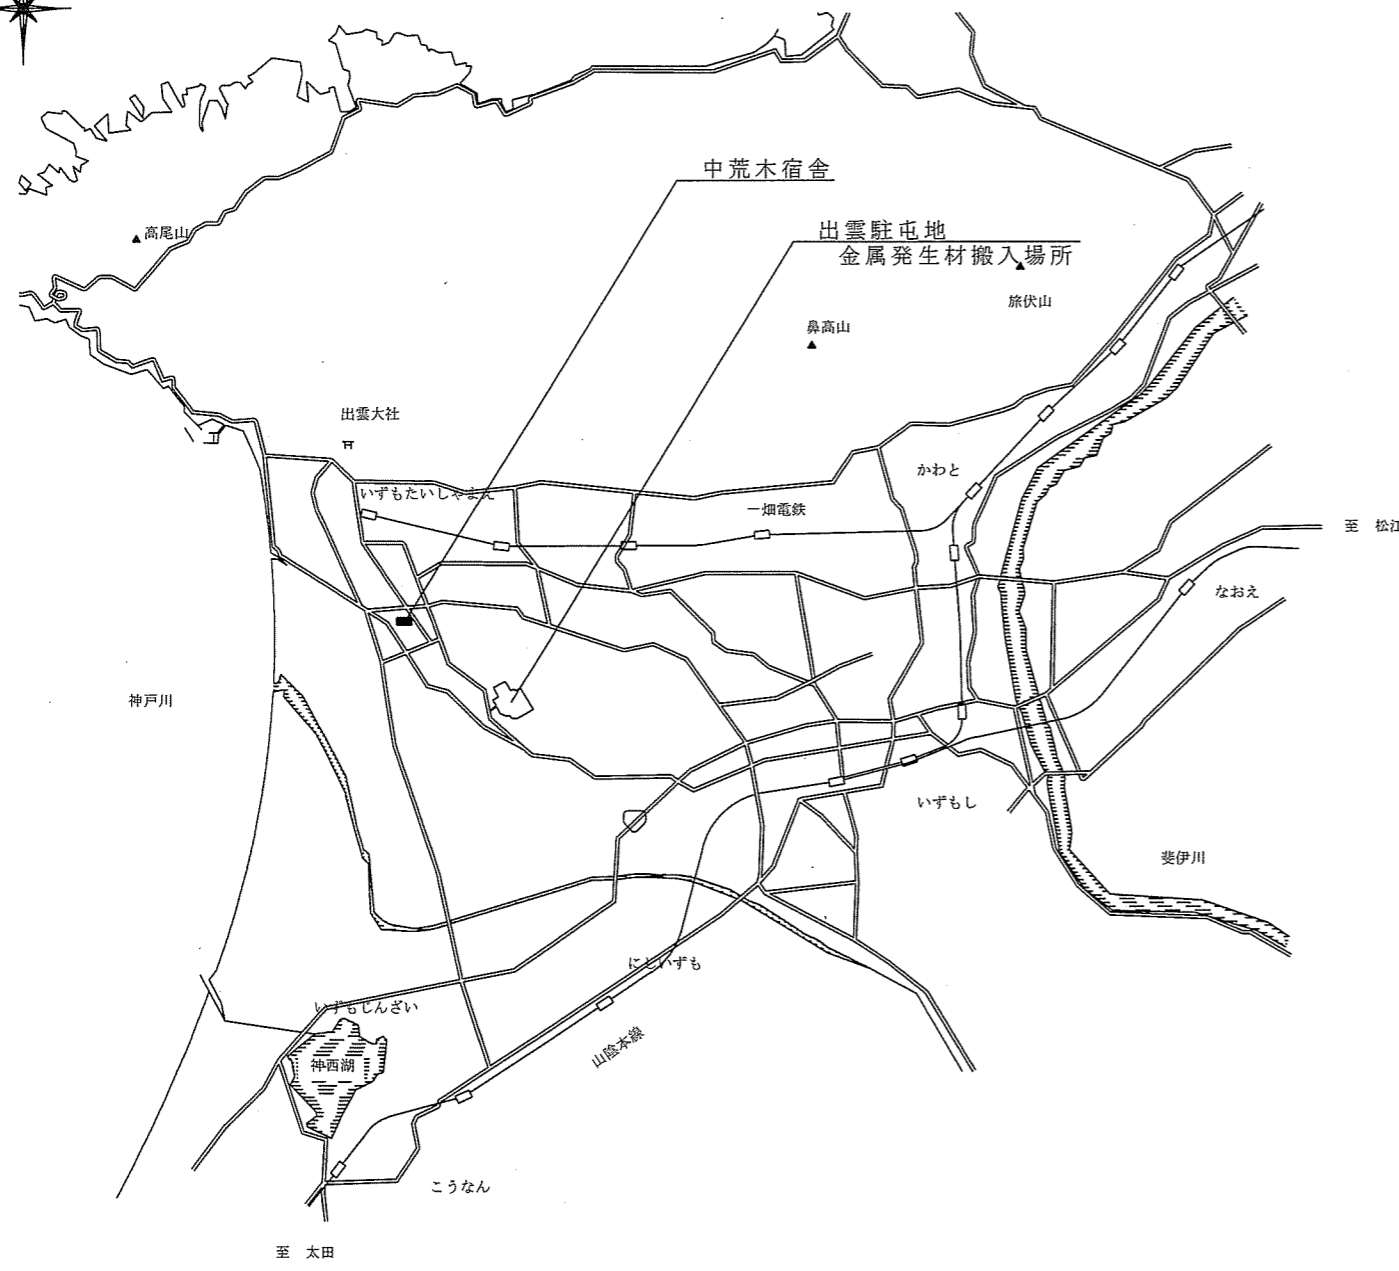 中荒木宿舎
出雲駐屯地
金属発生材搬入場所
高尾山
旅伏山
鼻高山
出雲大社
かわと
いずもたいしゃまえ
一畑電鉄
至　松江
なおえ
神戸川
いずもし
斐伊川
にしいずも
いずもじんざい
山陰本線
神西湖
こうなん
至　太田